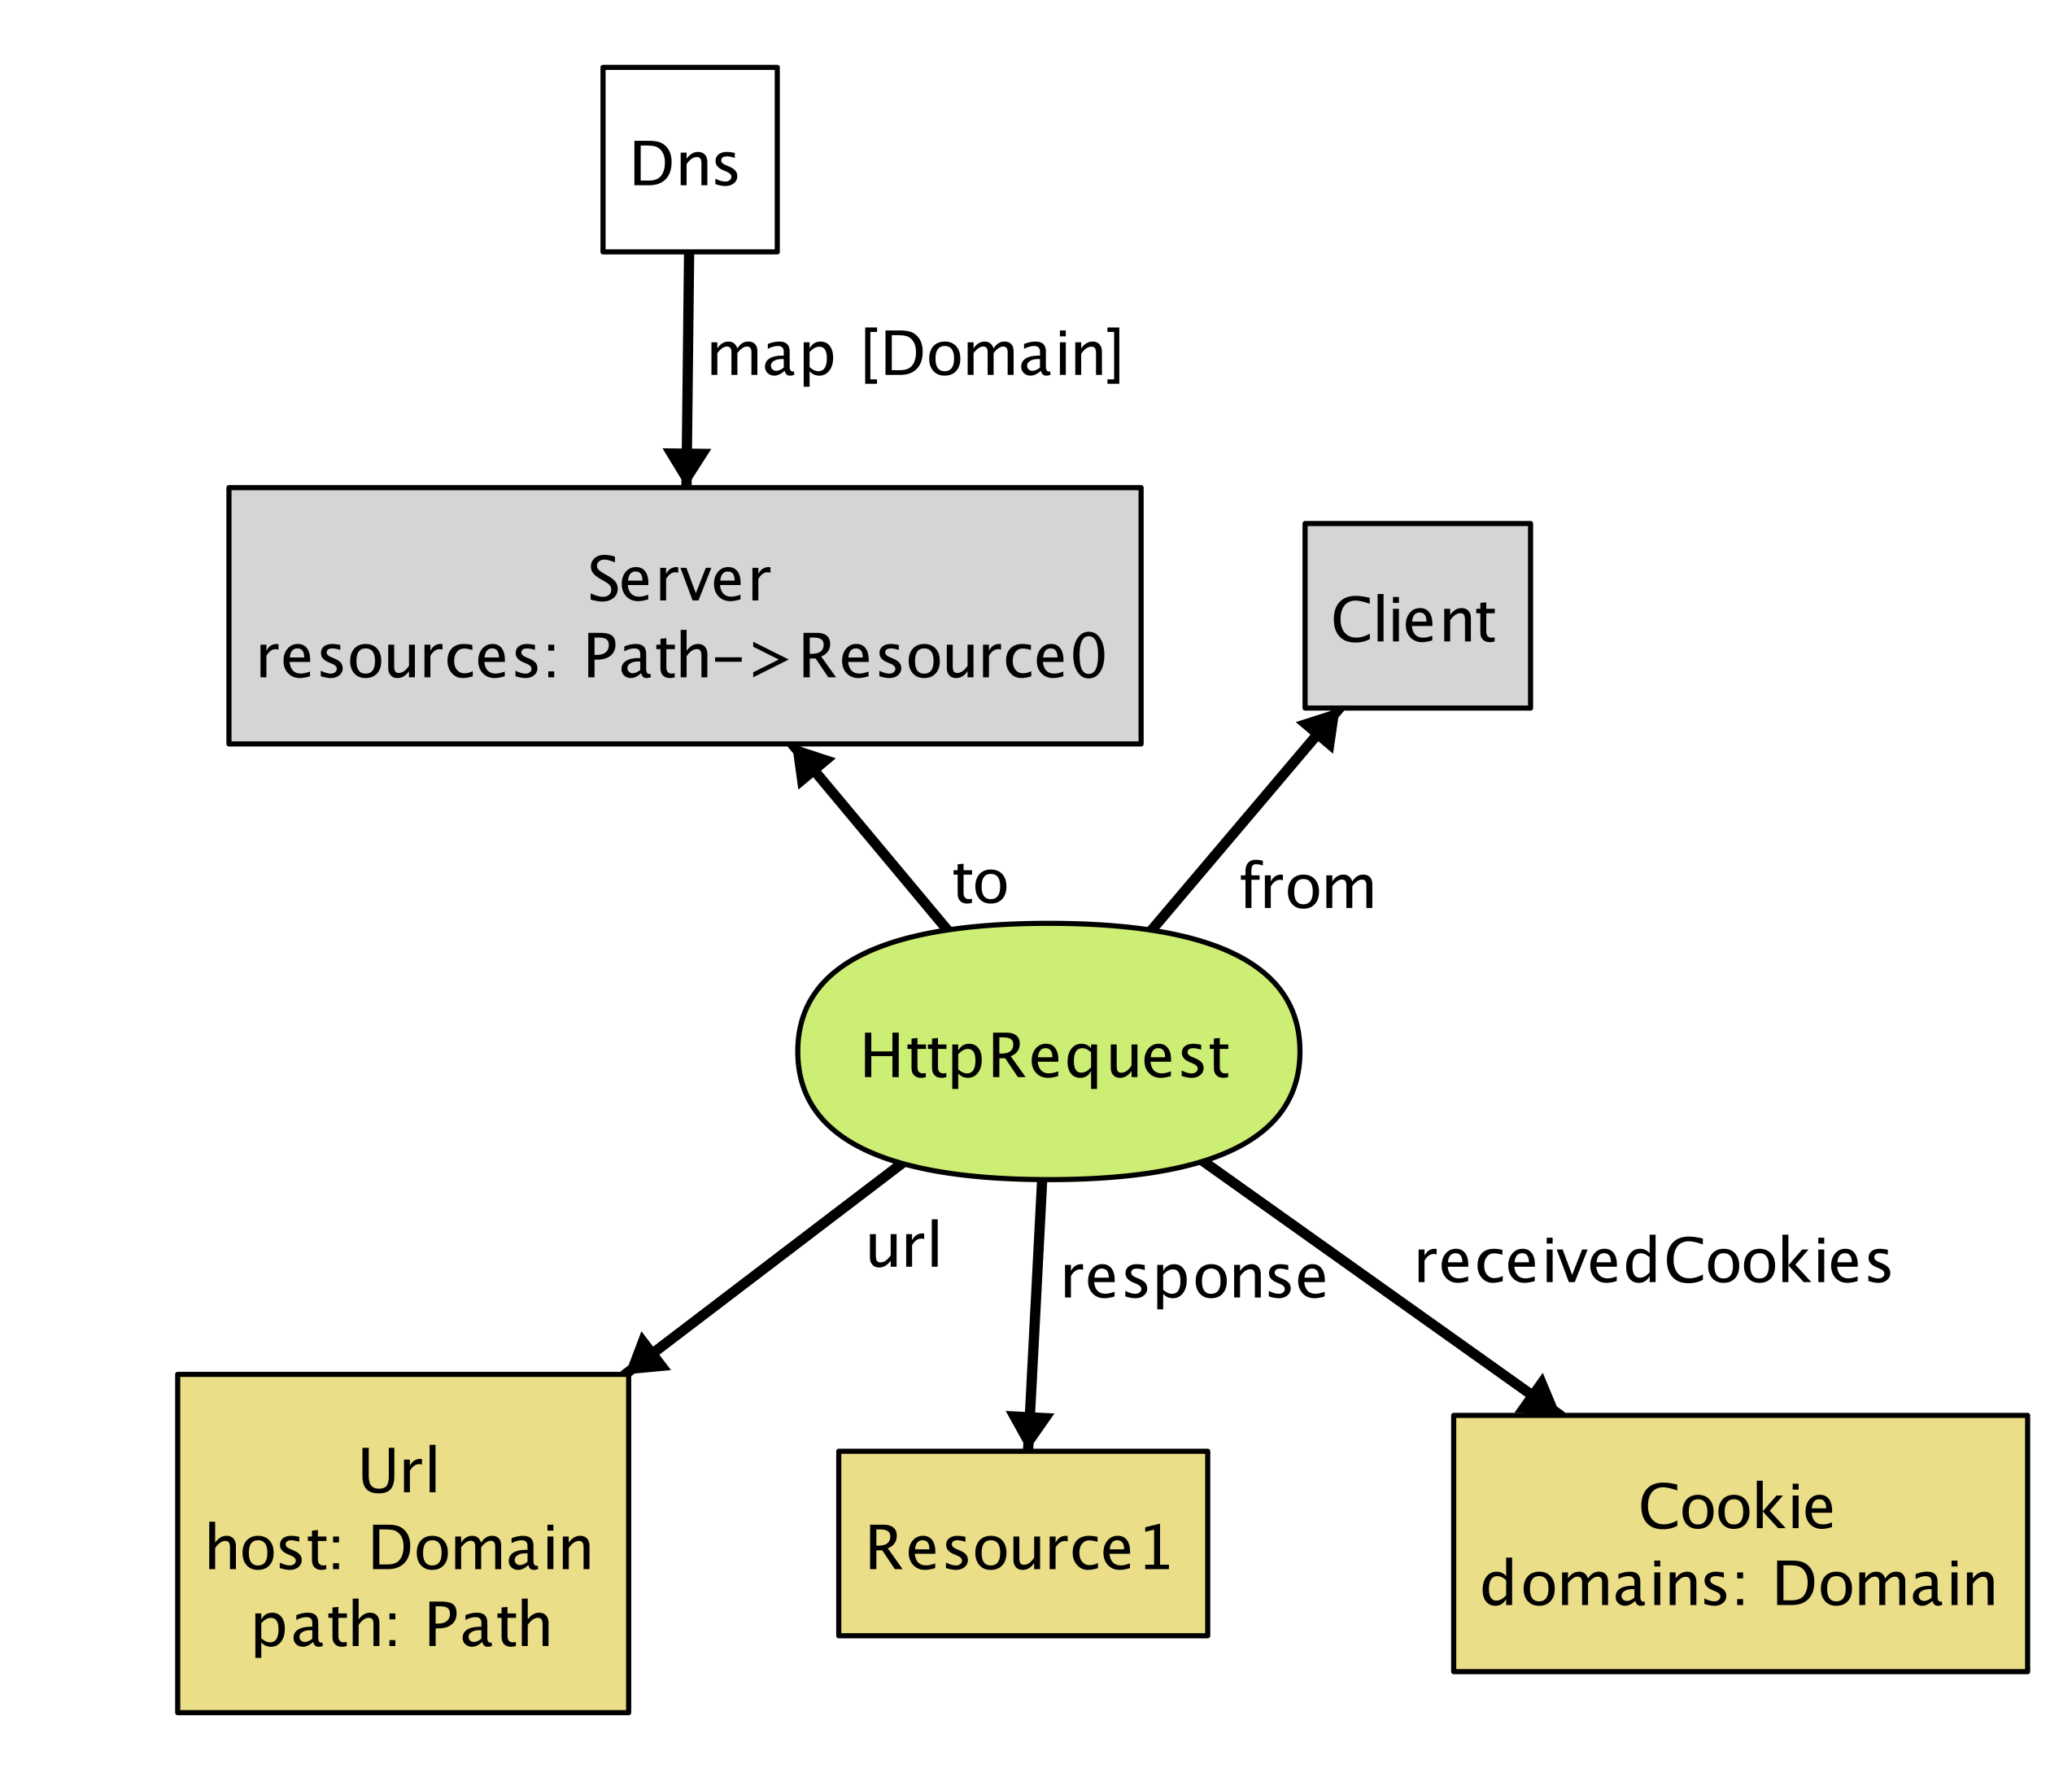 Dns
map [Domain]
Server
resources: Path->Resource0
Client
to
from
HttpRequest
url
response
receivedCookies
Url
host: Domain
path: Path
Resource1
Cookie
domains: Domain